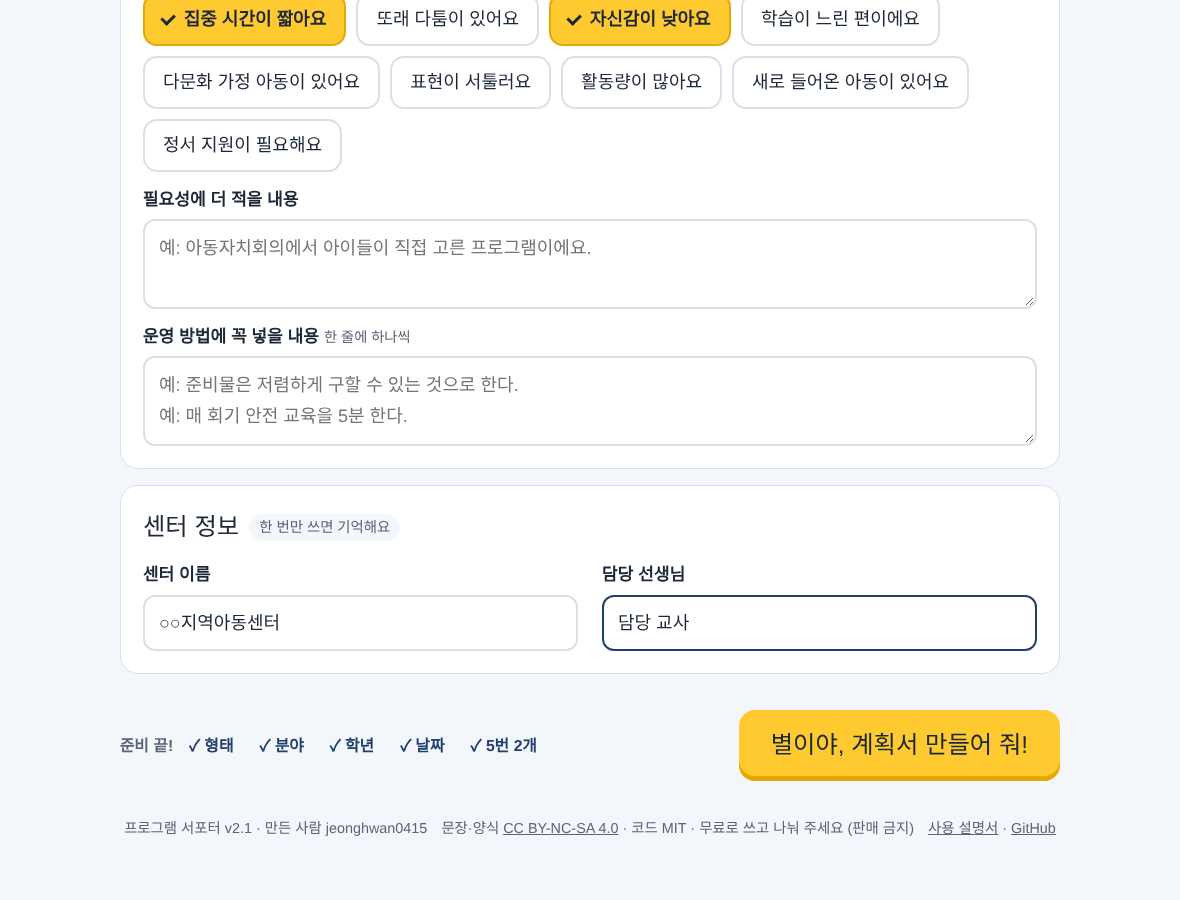 ✓ 집중 시간이 짧아요 또래 다툼이 있어요 ✓ 자신감이 낮아요 학습이 느린 편이에요
다문화 가정 아동이 있어요 표현이 서툴러요 활동량이 많아요 새로 들어온 아동이 있어요
정서 지원이 필요해요
필요성에 더 적을 내용
예: 아동자치회의에서 아이들이 직접 고른 프로그램이에요.
운영 방법에 꼭 넣을 내용 한 줄에 하나씩
예: 준비물은 저렴하게 구할 수 있는 것으로 한다.
예: 매 회기 안전 교육을 5분 한다.
센터 정보 한 번만 쓰면 기억해요
센터 이름 담당 선생님
○○지역아동센터 담당 교사
준비 끝! ✓ 형태 ✓ 분야 ✓ 학년 ✓ 날짜 ✓ 5번 2개 별이야, 계획서 만들어 줘!
프로그램 서포터 v2.1 · 만든 사람 jeonghwan0415 문장·양식 CC BY-NC-SA 4.0 · 코드 MIT · 무료로 쓰고 나눠 주세요 (판매 금지) 사용 설명서 · GitHub